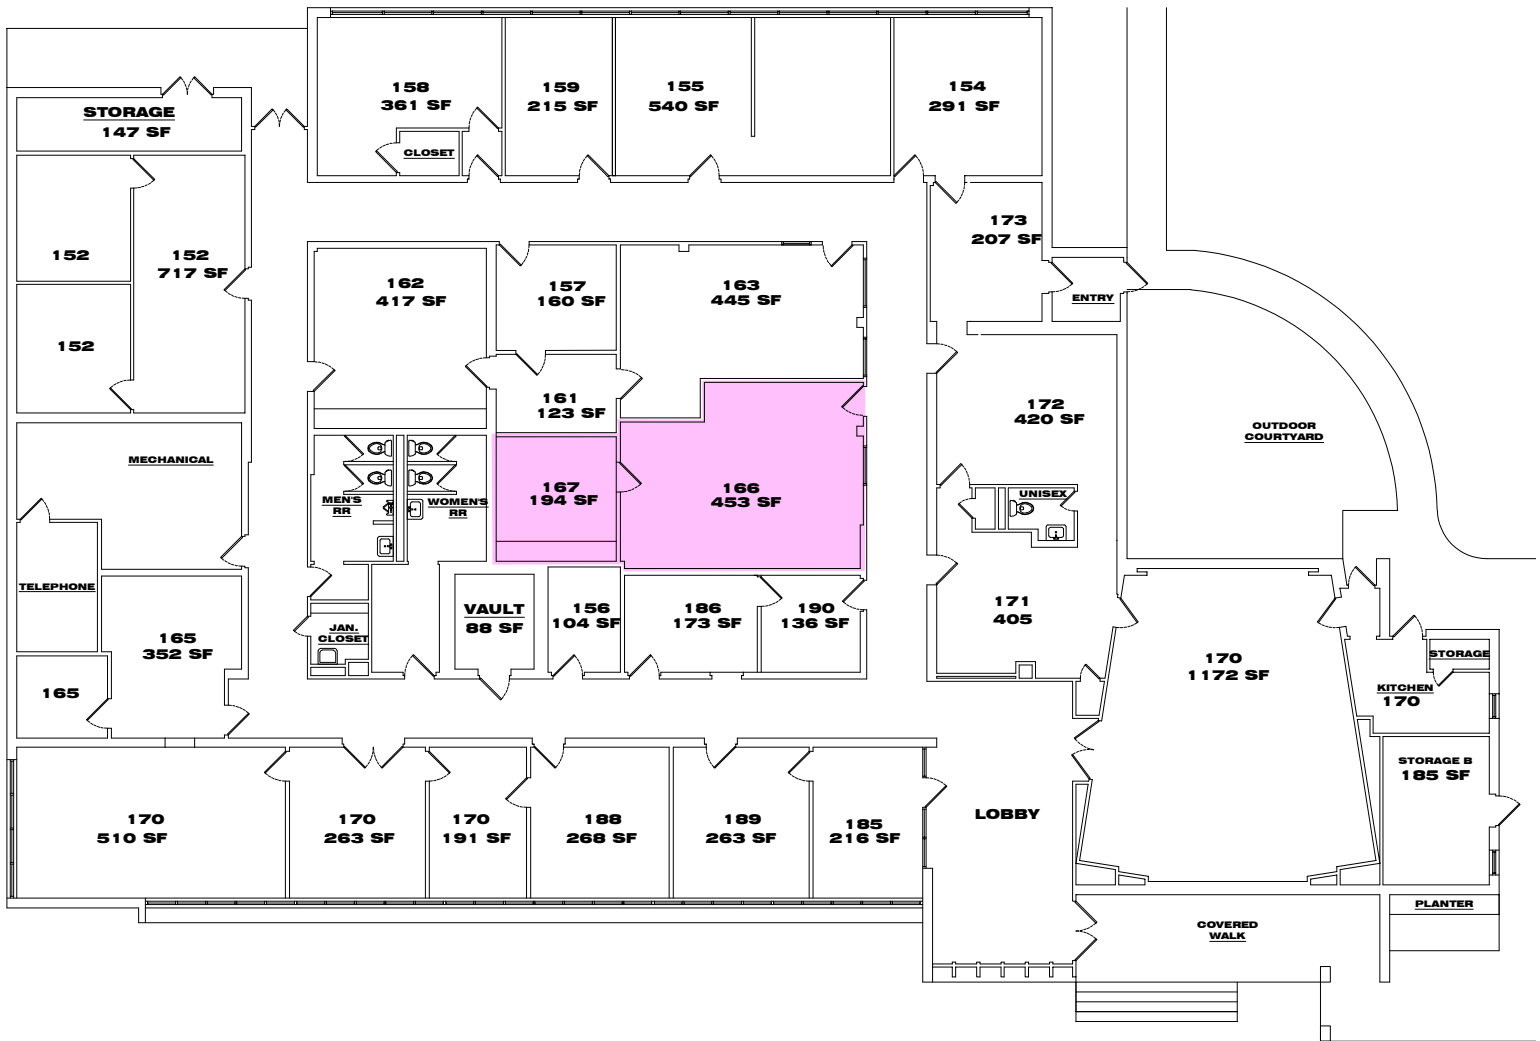 158
361 SF
159
215 SF
155
540 SF
154
291 SF
STORAGE
147 SF
CLOSET
152
152
717 SF
152
173
207 SF
ENTRY
162
417 SF
157
160 SF
163
445 SF
161
123 SF
172
420 SF
OUTDOOR
COURTYARD
MECHANICAL
MEN'S
RR
WOMEN'S
RR
167
194 SF
166
453 SF
UNISEX
TELEPHONE
165
352 SF
165
JAN.
CLOSET
VAULT
88 SF
156
104 SF
186
173 SF
190
136 SF
171
405
170
1172 SF
STORAGE
KITCHEN
170
STORAGE B
185 SF
170
510 SF
170
263 SF
170
191 SF
188
268 SF
189
263 SF
185
216 SF
LOBBY
COVERED
WALK
PLANTER